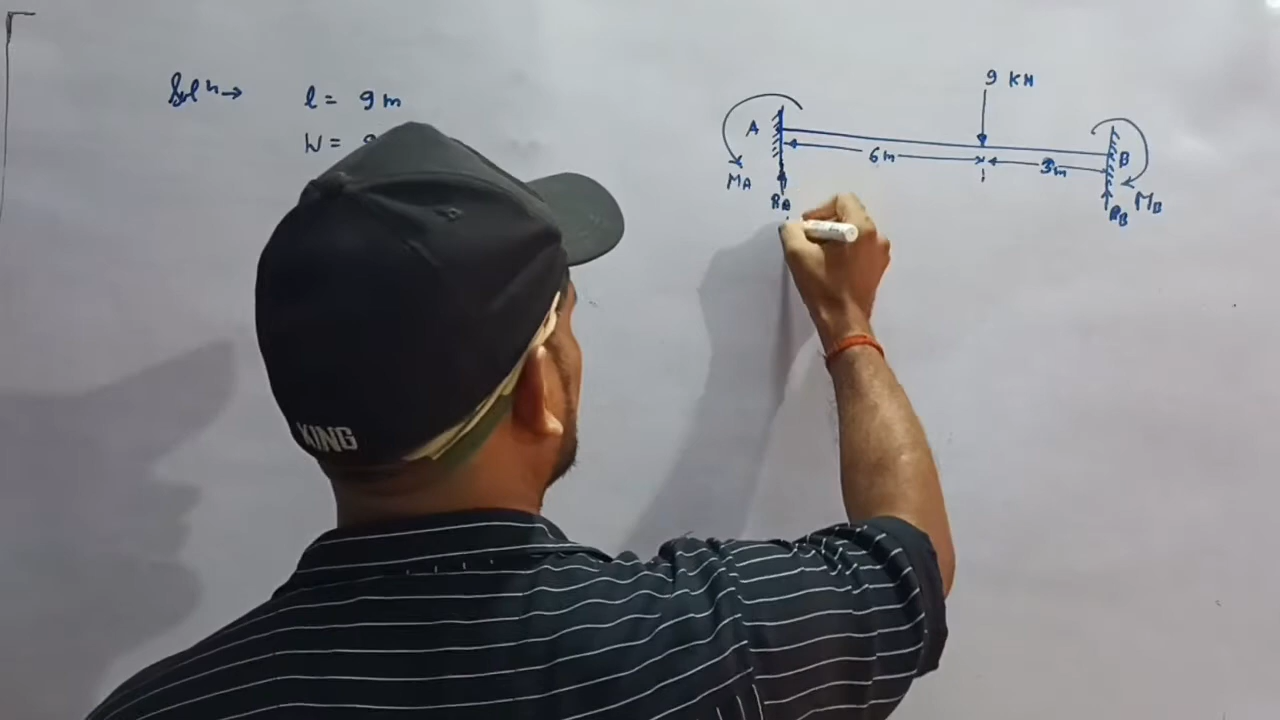 Solⁿ → l = 9 m
W =
9 KN
A
6m
3m
B
MA
RA
RB
MB
KING